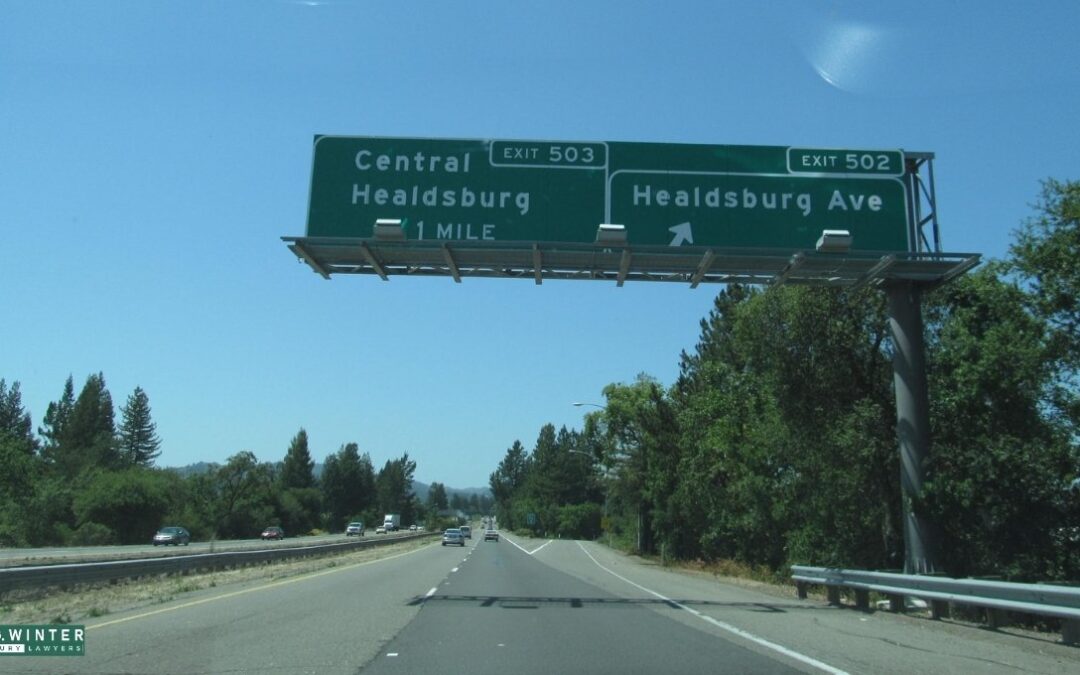 Central
Healdsburg
1 MILE
EXIT 503
EXIT 502
Healdsburg Ave
WINTER
LAWYERS